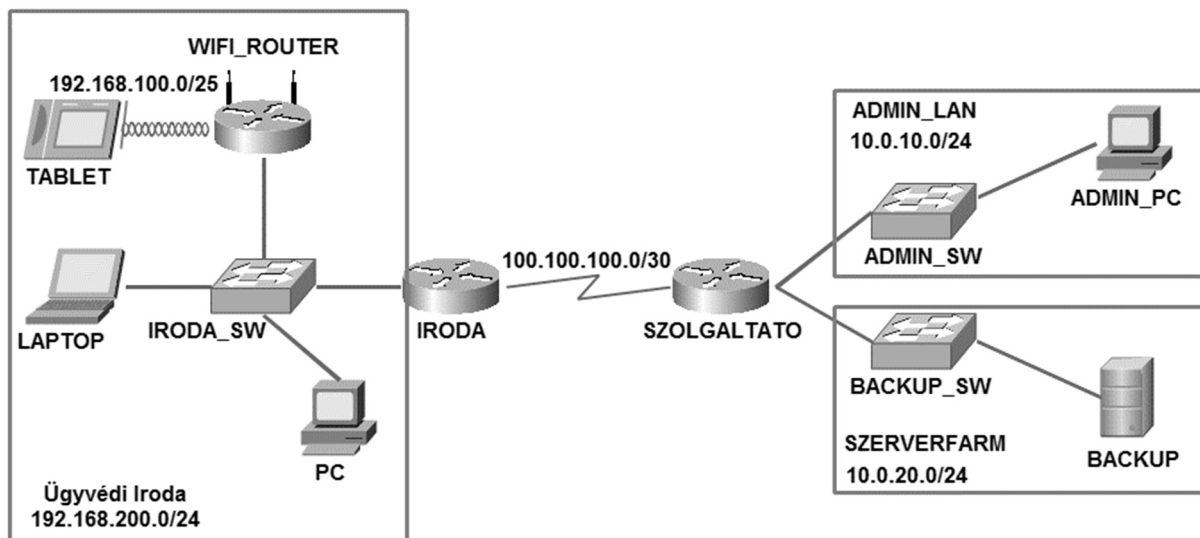 WIFI_ROUTER
192.168.100.0/25
TABLET
LAPTOP
IRODA_SW
PC
Ügyvédi Iroda
192.168.200.0/24
IRODA
100.100.100.0/30
SZOLGALTATO
ADMIN_LAN
10.0.10.0/24
ADMIN_PC
ADMIN_SW
BACKUP_SW
SZERVERFARM
10.0.20.0/24
BACKUP